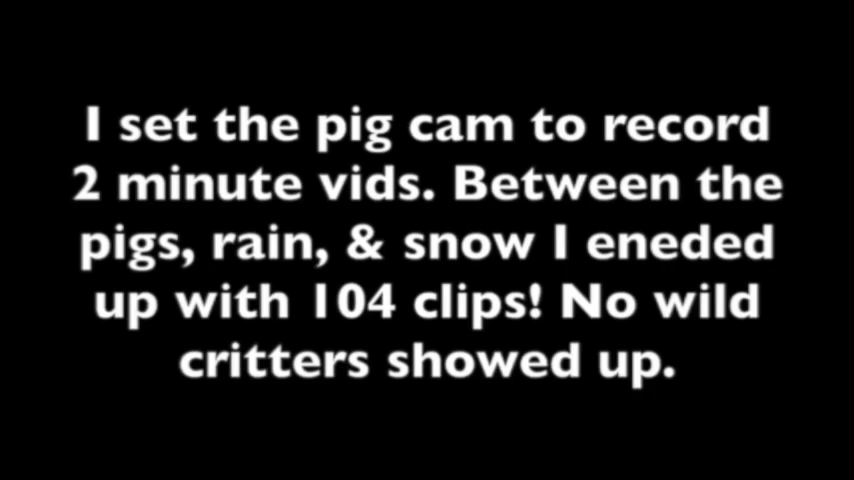 I set the pig cam to record
2 minute vids. Between the
pigs, rain, & snow I eneded
up with 104 clips! No wild
critters showed up.